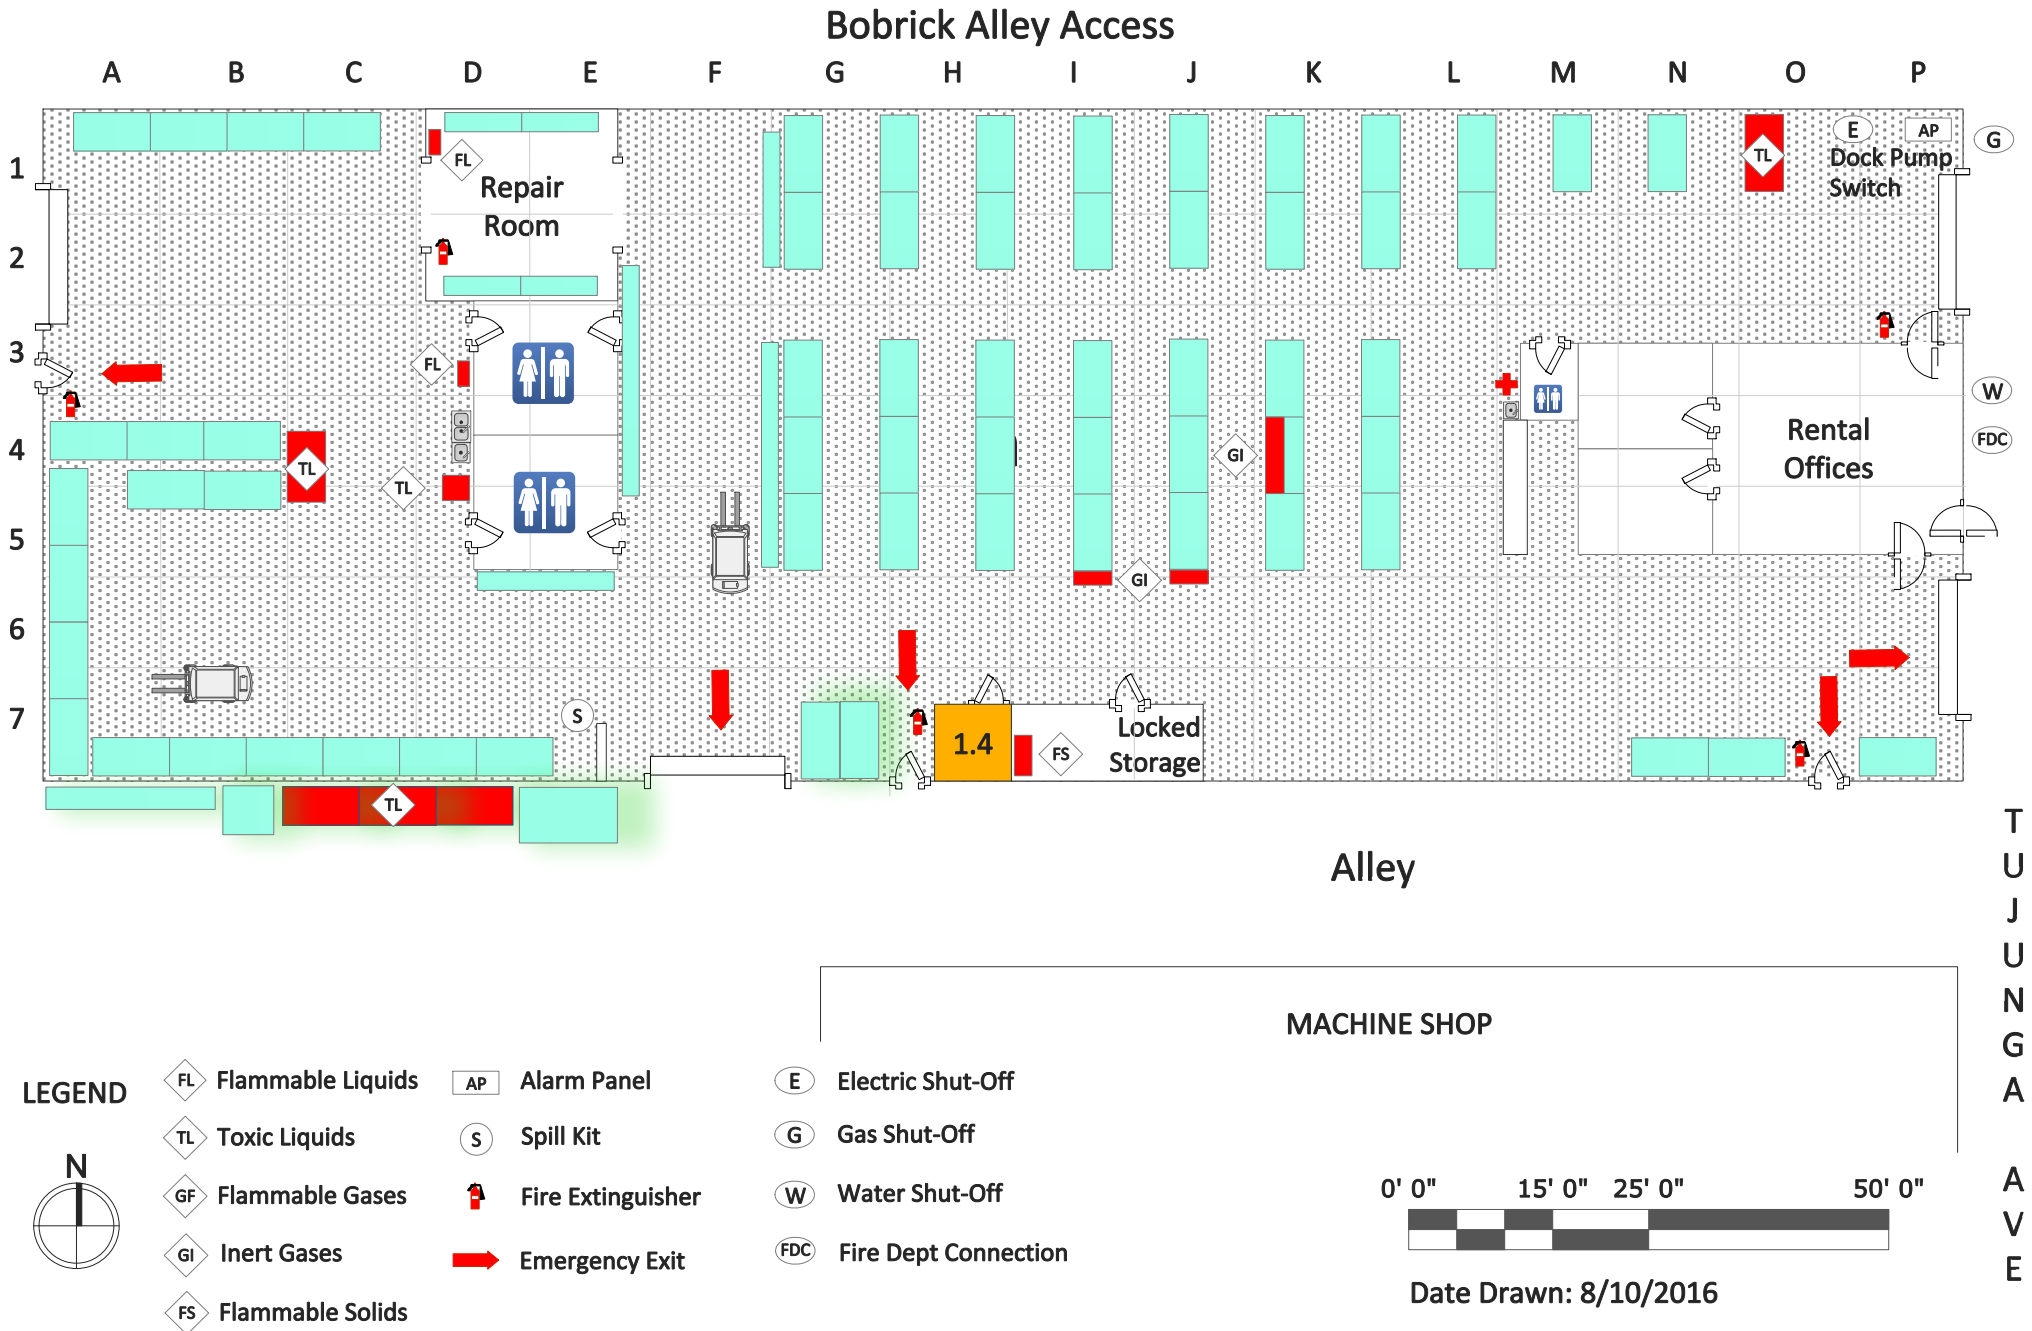 Bobrick Alley Access
A B C D E F G H I J K L M N O P
1
2
3
4
5
6
7
FL
Repair
Room
TL
E
AP
G
Dock Pump
Switch
FL
W
FDC
TL
TL
GI
Rental
Offices
GI
S
1.4
FS
Locked
Storage
TL
Alley
TUJUNGA AVE
MACHINE SHOP
LEGEND
N
FL Flammable Liquids
TL Toxic Liquids
GF Flammable Gases
GI Inert Gases
FS Flammable Solids
AP Alarm Panel
S Spill Kit
Fire Extinguisher
Emergency Exit
E Electric Shut-Off
G Gas Shut-Off
W Water Shut-Off
FDC Fire Dept Connection
0' 0" 15' 0" 25' 0" 50' 0"
Date Drawn: 8/10/2016